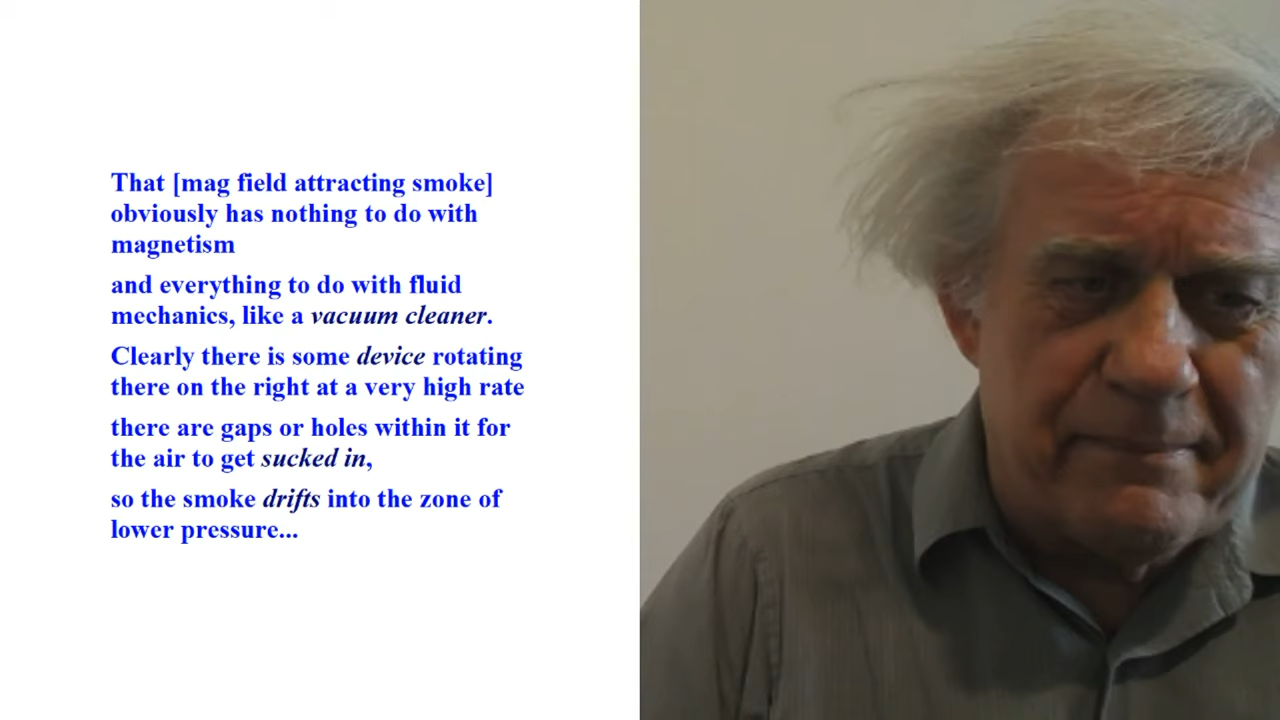 That [mag field attracting smoke]
obviously has nothing to do with
magnetism
and everything to do with fluid
mechanics, like a vacuum cleaner.
Clearly there is some device rotating
there on the right at a very high rate
there are gaps or holes within it for
the air to get sucked in,
so the smoke drifts into the zone of
lower pressure...